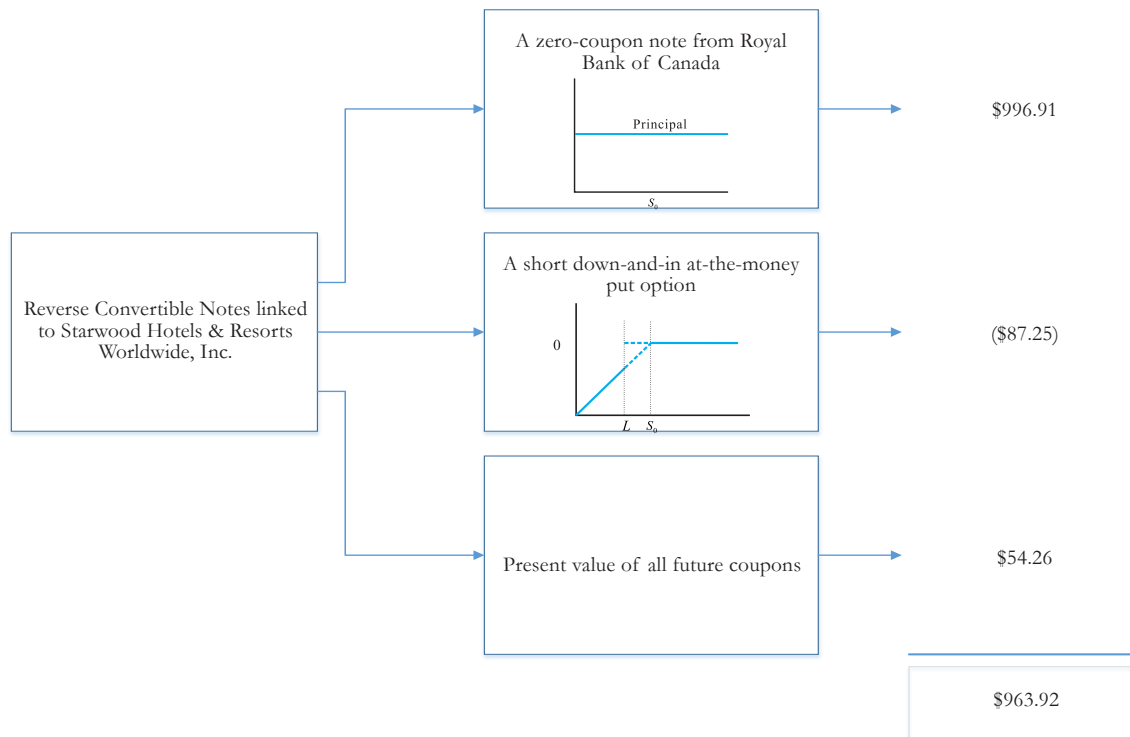 A zero-coupon note from Royal
Bank of Canada
Principal
S₀
$996.91
Reverse Convertible Notes linked
to Starwood Hotels & Resorts
Worldwide, Inc.
A short down-and-in at-the-money
put option
0
L S₀
($87.25)
Present value of all future coupons
$54.26
$963.92